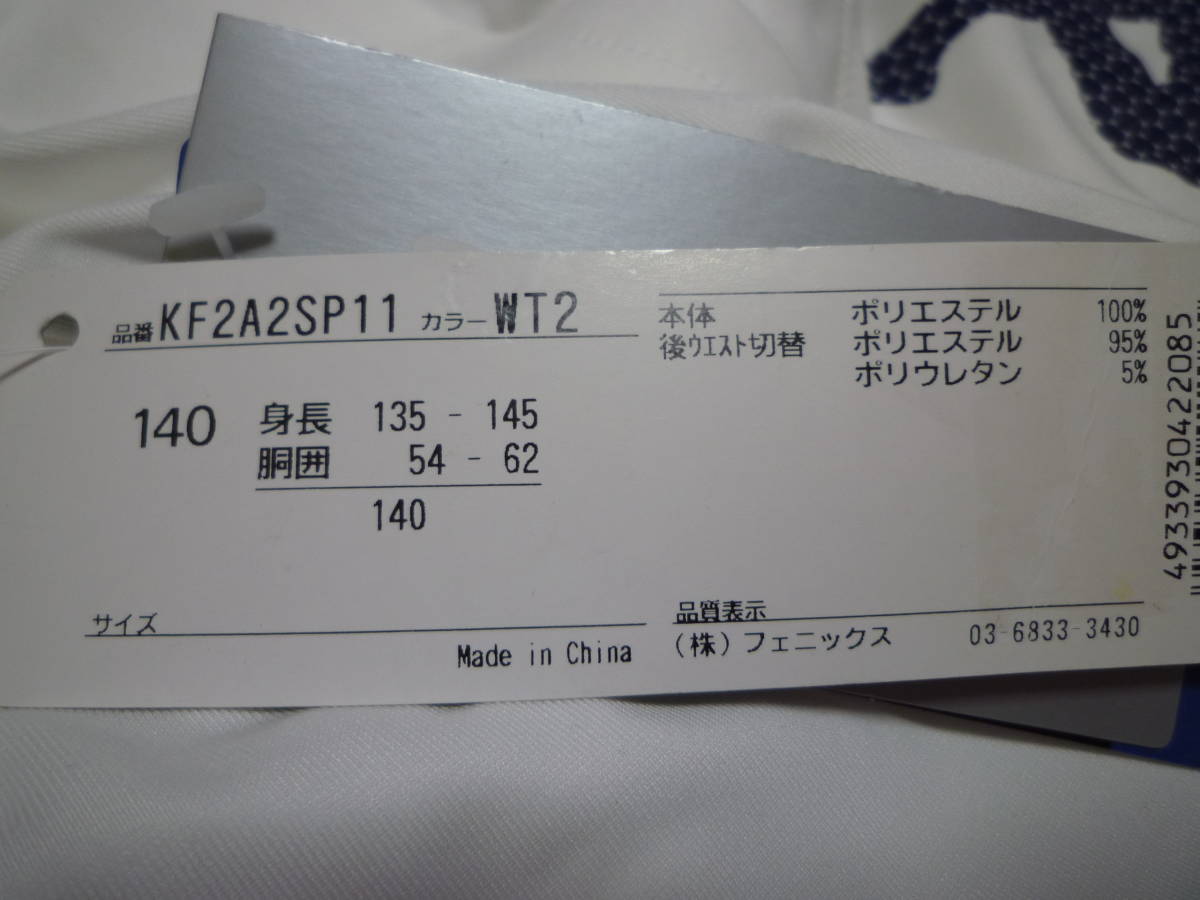 品番 KF2A2SP11 カラー WT2
140 身長 135 - 145
胴囲 54 - 62
140
サイズ
Made in China
本体 ポリエステル 100%
後ウエスト切替 ポリエステル 95%
ポリウレタン 5%
品質表示
(株)フェニックス 03-6833-3430
4933930422085